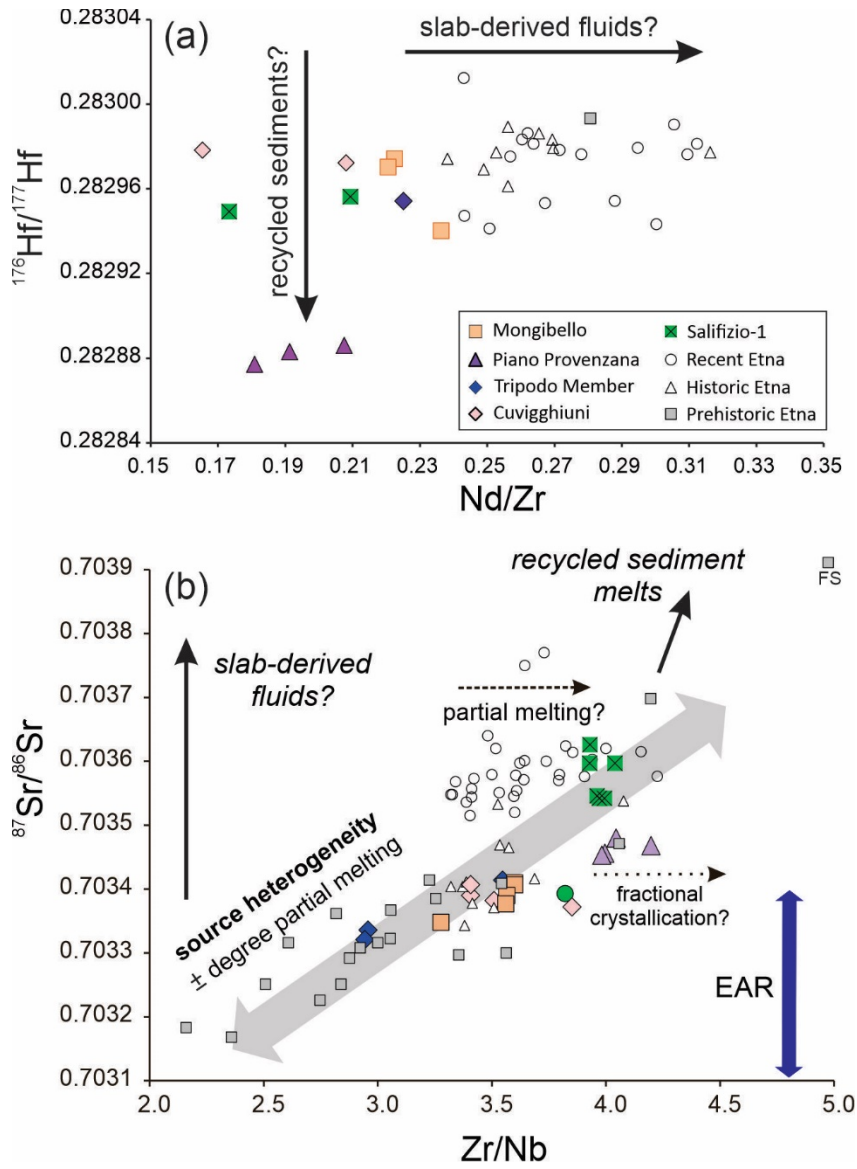 (a)
slab-derived fluids?
recycled sediments?
176Hf/177Hf
0.28304
0.28300
0.28296
0.28292
0.28288
0.28284
0.15 0.17 0.19 0.21 0.23 0.25 0.27 0.29 0.31 0.33 0.35
Nd/Zr
Mongibello
Piano Provenzana
Tripodo Member
Cuvigghiuni
Salifizio-1
Recent Etna
Historic Etna
Prehistoric Etna
(b)
recycled sediment
melts
FS
slab-derived
fluids?
partial melting?
source heterogeneity
± degree partial melting
fractional
crystallication?
EAR
87Sr/86Sr
0.7039
0.7038
0.7037
0.7036
0.7035
0.7034
0.7033
0.7032
0.7031
2.0 2.5 3.0 3.5 4.0 4.5 5.0
Zr/Nb